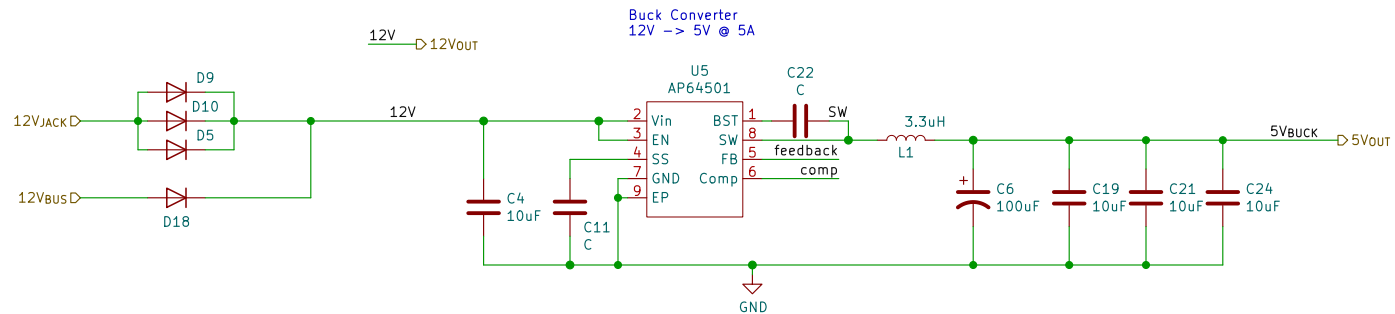 Buck Converter
12V -> 5V @ 5A
12V
12VOUT
D9
D10
D5
12VJACK
12VBUS
D18
12V
U5
AP64501
2
Vin
3
EN
4
SS
7
GND
9
EP
BST
1
SW
8
FB
5
Comp
6
C22
C
SW
feedback
comp
3.3uH
L1
5VBUCK
5VOUT
C4
10uF
C11
C
C6
100uF
C19
10uF
C21
10uF
C24
10uF
+
GND